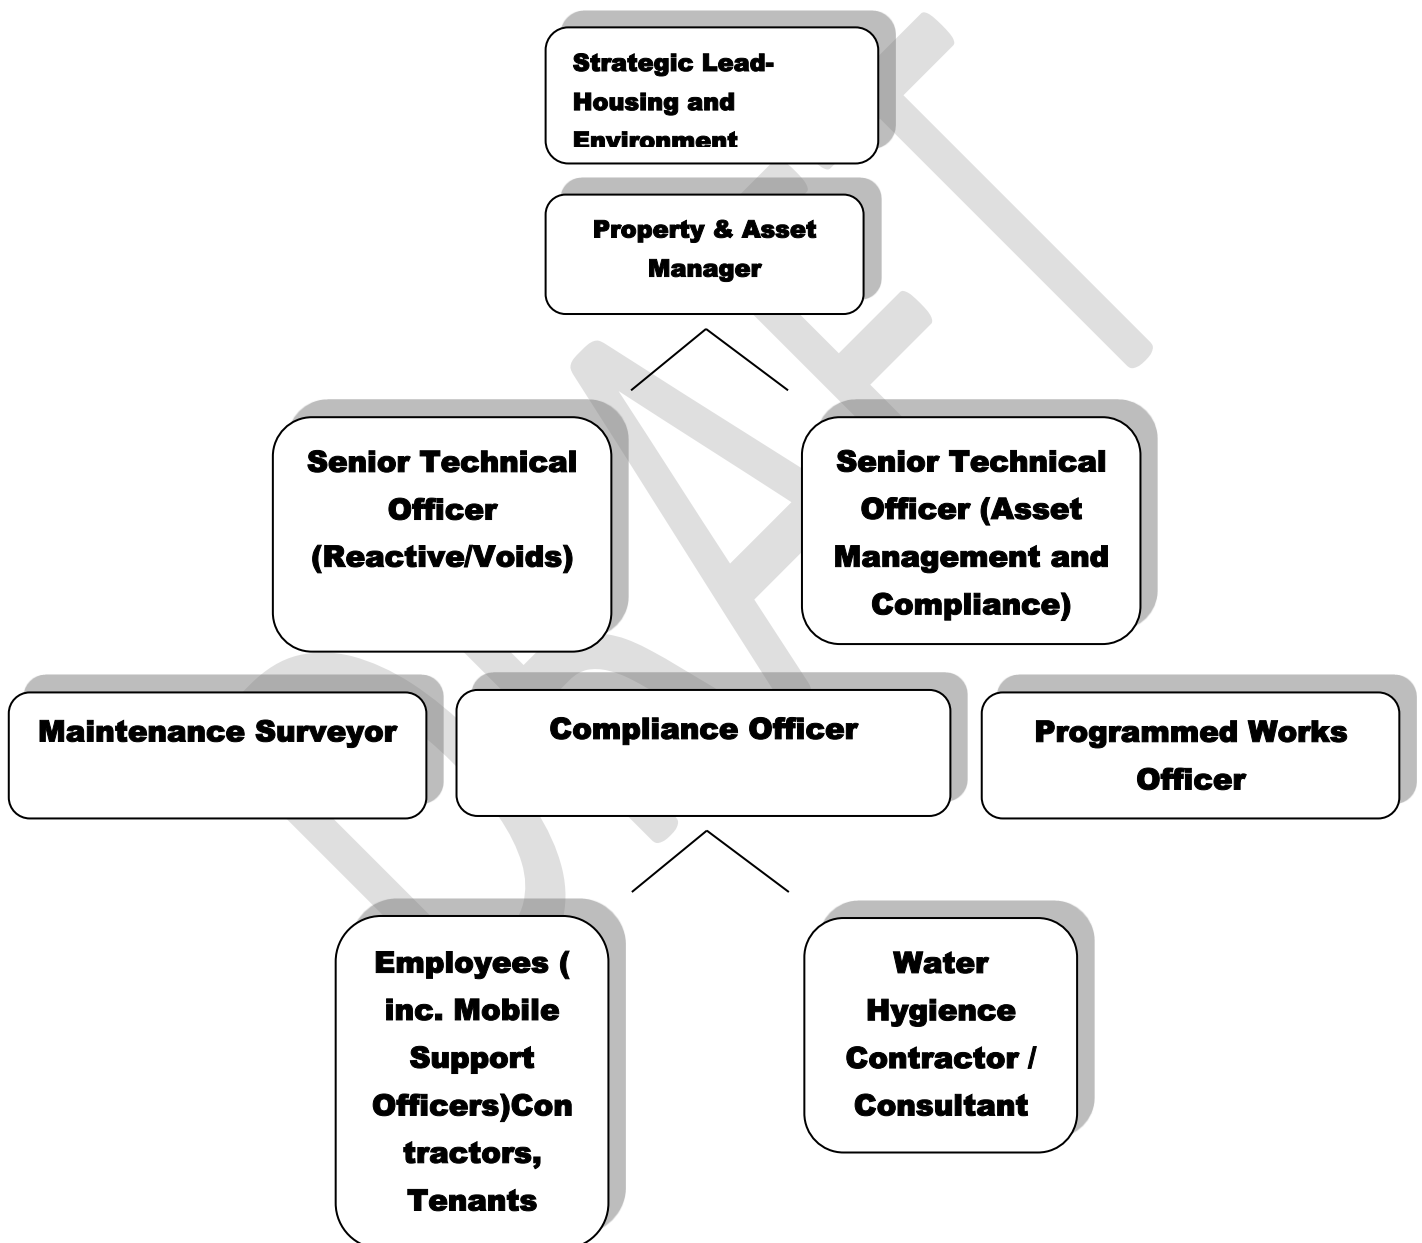 Strategic Lead-
Housing and
Environment
Property & Asset
Manager
Senior Technical
Officer
(Reactive/Voids)
Senior Technical
Officer (Asset
Management and
Compliance)
Maintenance Surveyor
Compliance Officer
Programmed Works
Officer
Employees (
inc. Mobile
Support
Officers)Con
tractors,
Tenants
Water
Hygience
Contractor /
Consultant
DRAFT